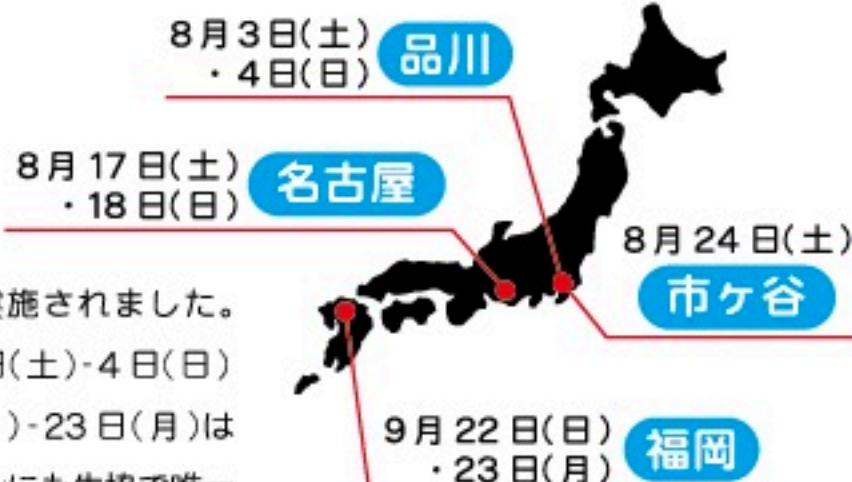 8月3日(土)
・4日(日)
品川
8月17日(土)
・18日(日)
名古屋
8月24日(土)
市ヶ谷
施されました。
(土)-4日(日)
)-23日(月)は
9月22日(日)
・23日(月)
福岡